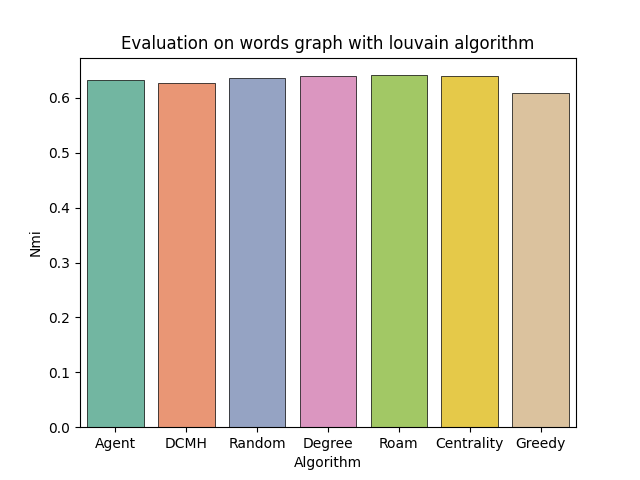 Evaluation on words graph with louvain algorithm
Nmi
0.6
0.5
0.4
0.3
0.2
0.1
0.0
Agent DCMH Random Degree Roam Centrality Greedy
Algorithm